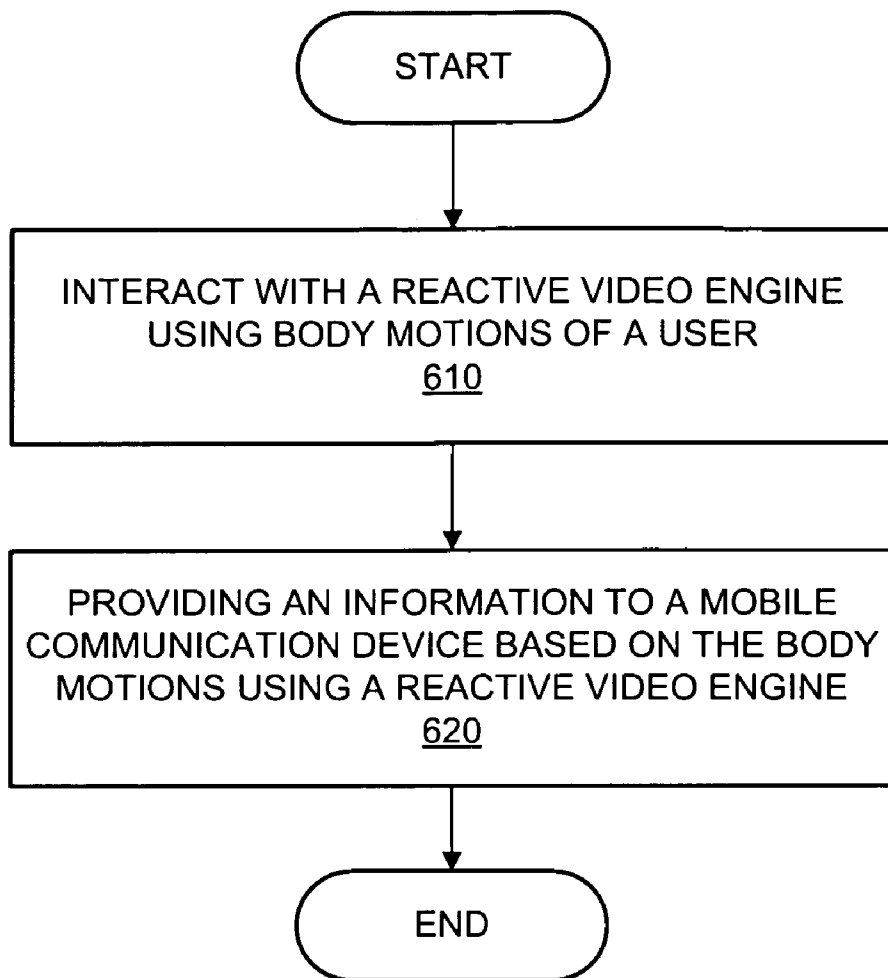 START
INTERACT WITH A REACTIVE VIDEO ENGINE
USING BODY MOTIONS OF A USER
610
PROVIDING AN INFORMATION TO A MOBILE
COMMUNICATION DEVICE BASED ON THE BODY
MOTIONS USING A REACTIVE VIDEO ENGINE
620
END